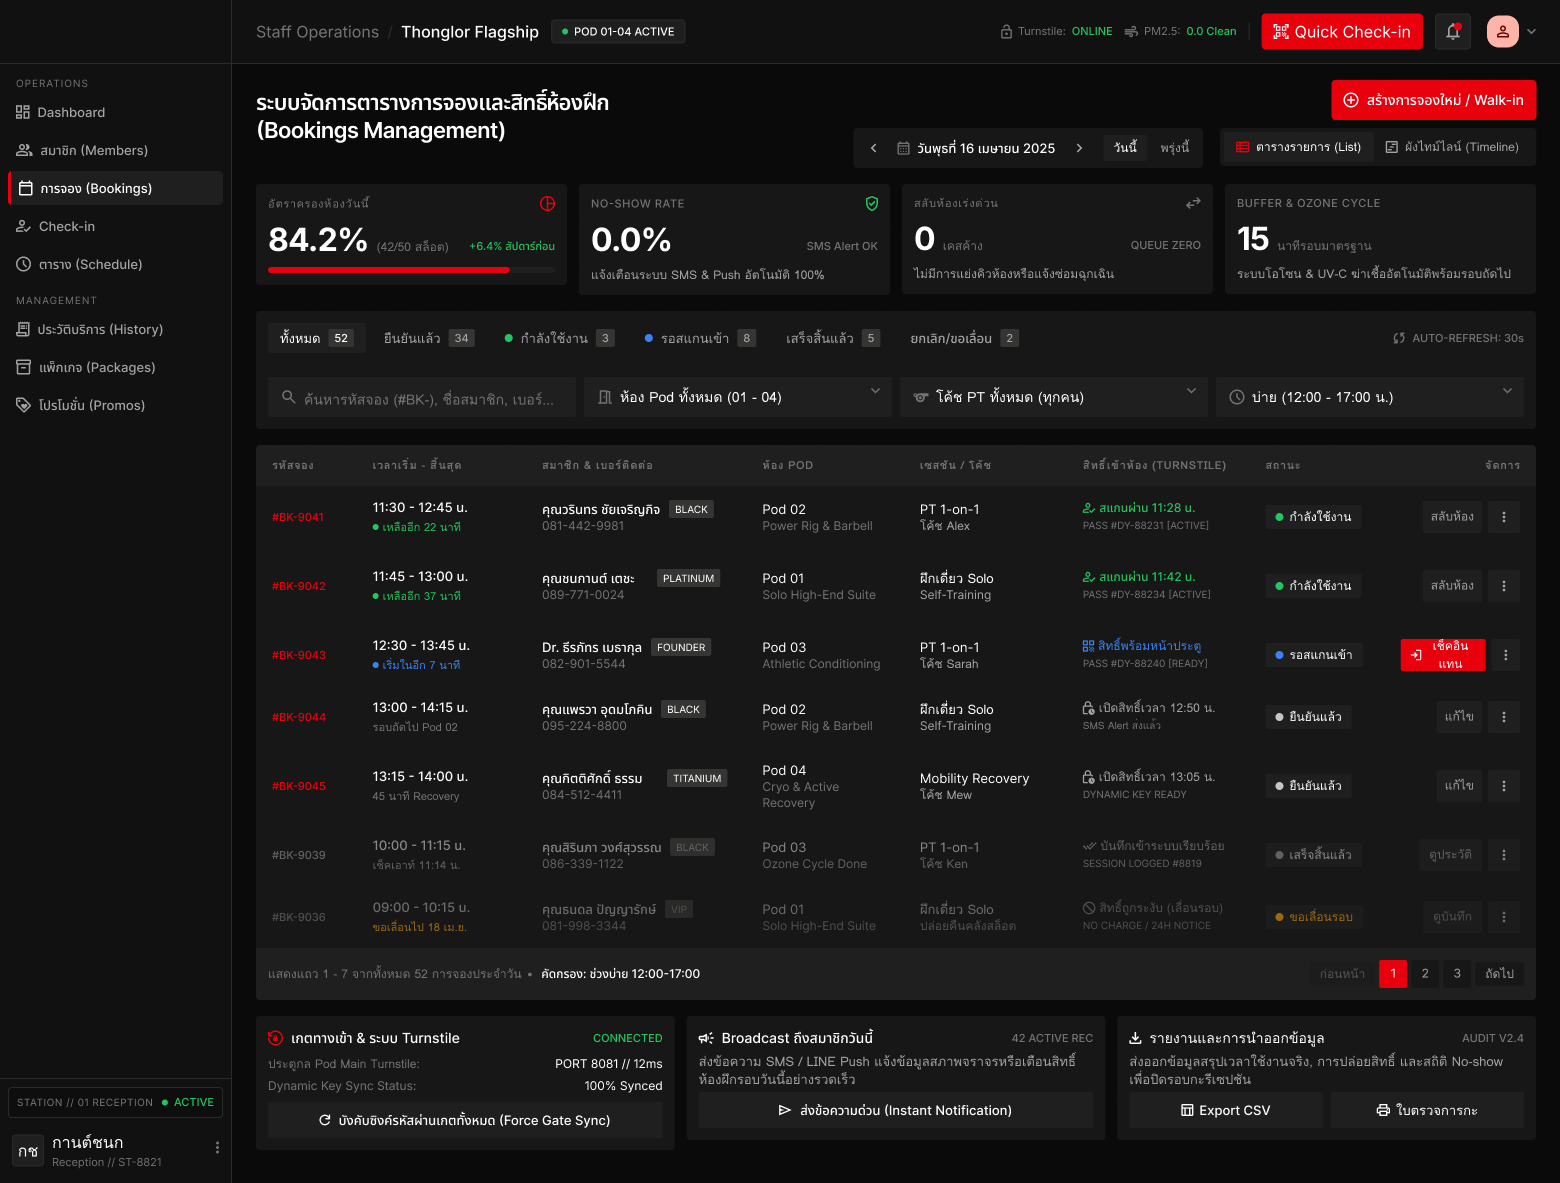 Staff Operations / Thonglor Flagship
POD 01-04 ACTIVE
Turnstile: ONLINE
PM2.5: 0.0 Clean
Quick Check-in
OPERATIONS
Dashboard
สมาชิก (Members)
การจอง (Bookings)
Check-in
ตาราง (Schedule)
MANAGEMENT
ประวัติบริการ (History)
แพ็กเกจ (Packages)
โปรโมชั่น (Promos)
STATION // 01 RECEPTION
ACTIVE
กช
กานต์ชนก
Reception // ST-8821
ระบบจัดการตารางการจองและสิทธิ์ห้องฝึก
(Bookings Management)
สร้างการจองใหม่ / Walk-in
วันพุธที่ 16 เมษายน 2025
วันนี้
พรุ่งนี้
ตารางรายการ (List)
ผังไทม์ไลน์ (Timeline)
อัตราครองห้องวันนี้
84.2% (42/50 สล็อต) +6.4% สัปดาห์ก่อน
NO-SHOW RATE
0.0% SMS Alert OK
แจ้งเตือนระบบ SMS & Push อัตโนมัติ 100%
สลับห้องเร่งด่วน
0 เคสค้าง QUEUE ZERO
ไม่มีการแย่งคิวห้องหรือแจ้งซ่อมฉุกเฉิน
BUFFER & OZONE CYCLE
15 นาทีรอบมาตรฐาน
ระบบโอโซน & UV-C ฆ่าเชื้ออัตโนมัติพร้อมรอบถัดไป
ทั้งหมด 52
ยืนยันแล้ว 34
กำลังใช้งาน 3
รอสแกนเข้า 8
เสร็จสิ้นแล้ว 5
ยกเลิก/ขอเลื่อน 2
AUTO-REFRESH: 30s
ค้นหารหัสจอง (#BK-), ชื่อสมาชิก, เบอร์...
ห้อง Pod ทั้งหมด (01 - 04)
โค้ช PT ทั้งหมด (ทุกคน)
บ่าย (12:00 - 17:00 น.)
รหัสจอง เวลาเริ่ม - สิ้นสุด สมาชิก & เบอร์ติดต่อ ห้อง POD เซสชัน / โค้ช สิทธิ์เข้าห้อง (TURNSTILE) สถานะ จัดการ
#BK-9041
11:30 - 12:45 น.
เหลืออีก 22 นาที
คุณวรินทร ชัยเจริญกิจ BLACK
081-442-9981
Pod 02
Power Rig & Barbell
PT 1-on-1
โค้ช Alex
สแกนผ่าน 11:28 น.
PASS #DY-88231 [ACTIVE]
กำลังใช้งาน
สลับห้อง
#BK-9042
11:45 - 13:00 น.
เหลืออีก 37 นาที
คุณชนกานต์ เตชะ PLATINUM
089-771-0024
Pod 01
Solo High-End Suite
ฝึกเดี่ยว Solo
Self-Training
สแกนผ่าน 11:42 น.
PASS #DY-88234 [ACTIVE]
กำลังใช้งาน
สลับห้อง
#BK-9043
12:30 - 13:45 น.
เริ่มในอีก 7 นาที
Dr. ธีรภัทร เมธากุล FOUNDER
082-901-5544
Pod 03
Athletic Conditioning
PT 1-on-1
โค้ช Sarah
สิทธิ์พร้อมหน้าประตู
PASS #DY-88240 [READY]
รอสแกนเข้า
เช็คอิน
แทน
#BK-9044
13:00 - 14:15 น.
รอบถัดไป Pod 02
คุณแพรวา อุดมโภคิน BLACK
095-224-8800
Pod 02
Power Rig & Barbell
ฝึกเดี่ยว Solo
Self-Training
เปิดสิทธิ์เวลา 12:50 น.
SMS Alert ส่งแล้ว
ยืนยันแล้ว
แก้ไข
#BK-9045
13:15 - 14:00 น.
45 นาที Recovery
คุณกิตติศักดิ์ ธรรม TITANIUM
084-512-4411
Pod 04
Cryo & Active
Recovery
Mobility Recovery
โค้ช Mew
เปิดสิทธิ์เวลา 13:05 น.
DYNAMIC KEY READY
ยืนยันแล้ว
แก้ไข
#BK-9039
10:00 - 11:15 น.
เช็คเอาท์ 11:14 น.
คุณสิรินภา วงศ์สุวรรณ BLACK
086-339-1122
Pod 03
Ozone Cycle Done
PT 1-on-1
โค้ช Ken
บันทึกเข้าระบบเรียบร้อย
SESSION LOGGED #8819
เสร็จสิ้นแล้ว
ดูประวัติ
#BK-9036
09:00 - 10:15 น.
ขอเลื่อนไป 18 เม.ย.
คุณธนดล ปัญญารักษ์ VIP
081-998-3344
Pod 01
Solo High-End Suite
ฝึกเดี่ยว Solo
ปล่อยคืนคลังสล็อต
สิทธิ์ถูกระงับ (เลื่อนรอบ)
NO CHARGE / 24H NOTICE
ขอเลื่อนรอบ
ดูบันทึก
แสดงแถว 1 - 7 จากทั้งหมด 52 การจองประจำวัน • คัดกรอง: ช่วงบ่าย 12:00-17:00
ก่อนหน้า 1 2 3 ถัดไป
เกตทางเข้า & ระบบ Turnstile CONNECTED
ประตูกล Pod Main Turnstile: PORT 8081 // 12ms
Dynamic Key Sync Status: 100% Synced
บังคับซิงค์รหัสผ่านเกตทั้งหมด (Force Gate Sync)
Broadcast ถึงสมาชิกวันนี้ 42 ACTIVE REC
ส่งข้อความ SMS / LINE Push แจ้งข้อมูลสภาพจราจรหรือเตือนสิทธิ์
ห้องฝึกรอบวันนี้อย่างรวดเร็ว
ส่งข้อความด่วน (Instant Notification)
รายงานและการนำออกข้อมูล AUDIT V2.4
ส่งออกข้อมูลสรุปเวลาใช้งานจริง, การปล่อยสิทธิ์ และสถิติ No-show
เพื่อปิดรอบกะรีเซปชัน
Export CSV
ใบตรวจการกะ